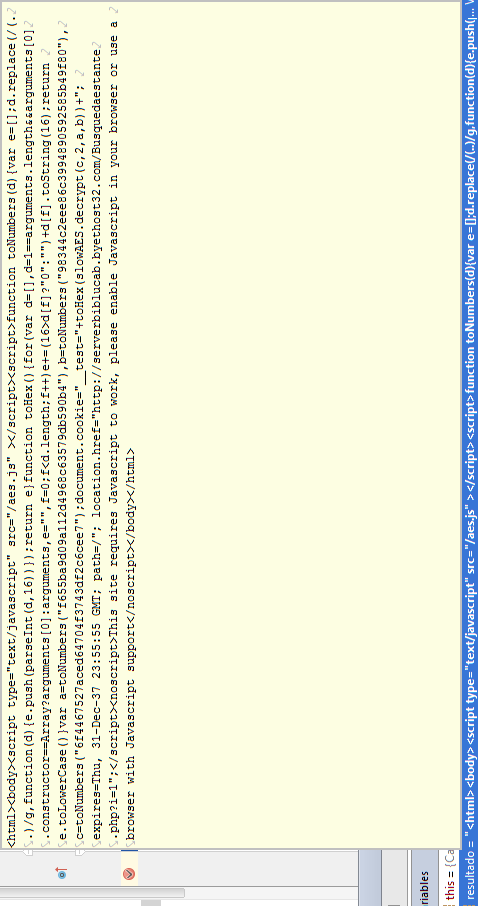 <html><body><script type="text/javascript" src="/aes.js" ></script><script>function toNumbers(d){var e=[];d.replace(/(.
.)/g,function(d){e.push(parseInt(d,16))});return e}function toHex(){for(var d=[],d=1==arguments.length&&arguments[0]
.constructor==Array?arguments[0]:arguments,e="",f=0;f<d.length;f++)e+=(16>d[f]?"0":"")+d[f].toString(16);return
e.toLowerCase()}var a=toNumbers("f655ba9d09a112d4968c63579db590b4"),b=toNumbers("98344c2eee86c3994890592585b49f80"),
c=toNumbers("6f4467527aced64704f3743df2c6cee7");document.cookie="__test="+toHex(slowAES.decrypt(c,2,a,b))+";
expires=Thu, 31-Dec-37 23:55:55 GMT; path=/"; location.href="http://serverbiblucab.byethost32.com/Busquedaestante
.php?i=1";</script><noscript>This site requires Javascript to work, please enable Javascript in your browser or use a
browser with Javascript support</noscript></body></html>
riables
this = {Ca
resultado = "<html><body><script type="text/javascript" src="/aes.js" ></script><script>function toNumbers(d){var e=[];d.replace(/(..)/g,function(d){e.push(... V